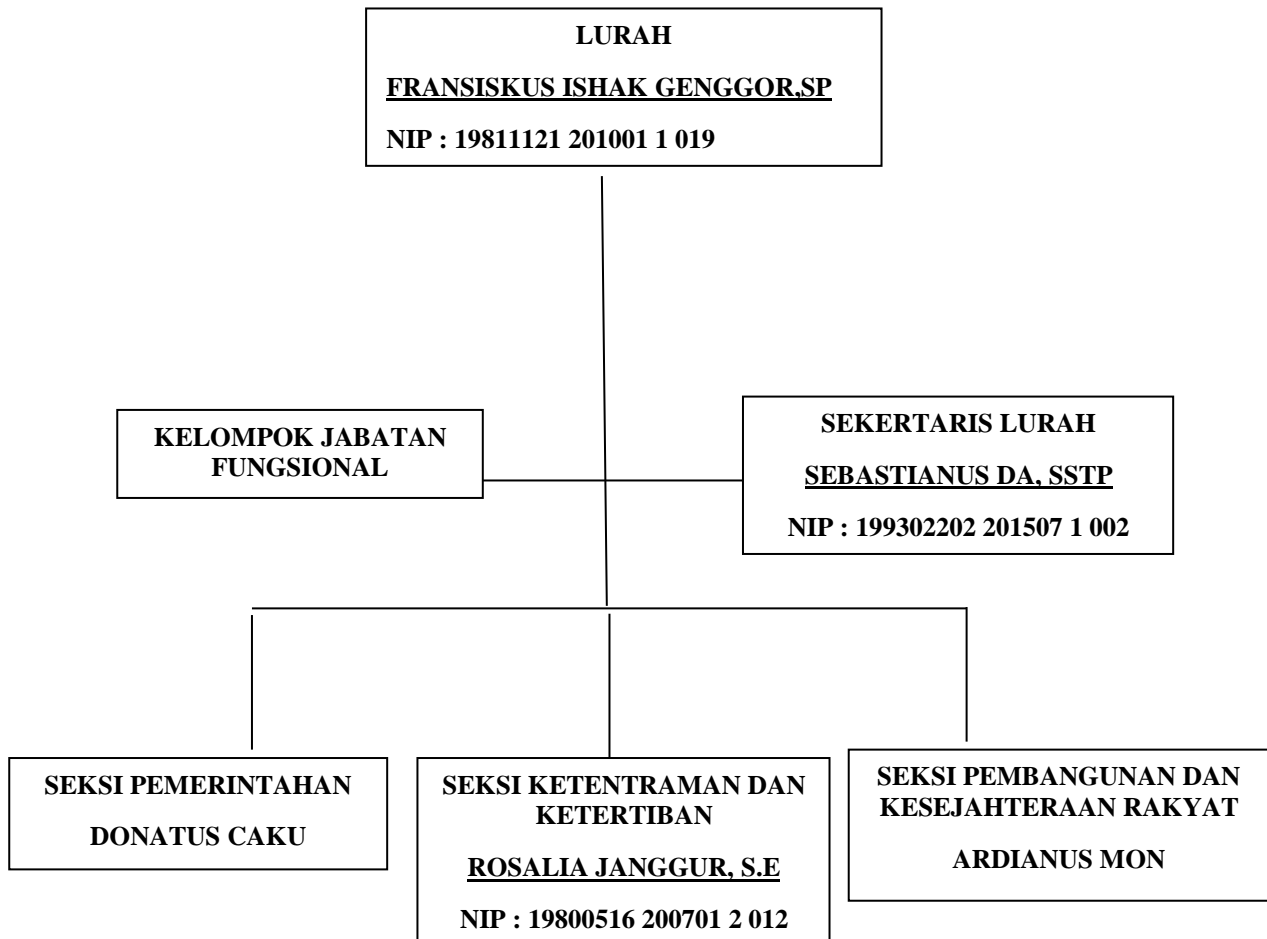 LURAH
FRANSISKUS ISHAK GENGGOR,SP
NIP : 19811121 201001 1 019
KELOMPOK JABATAN
FUNGSIONAL
SEKERTARIS LURAH
SEBASTIANUS DA, SSTP
NIP : 199302202 201507 1 002
SEKSI PEMERINTAHAN
DONATUS CAKU
SEKSI KETENTRAMAN DAN
KETERTIBAN
ROSALIA JANGGUR, S.E
NIP : 19800516 200701 2 012
SEKSI PEMBANGUNAN DAN
KESEJAHTERAAN RAKYAT
ARDIANUS MON